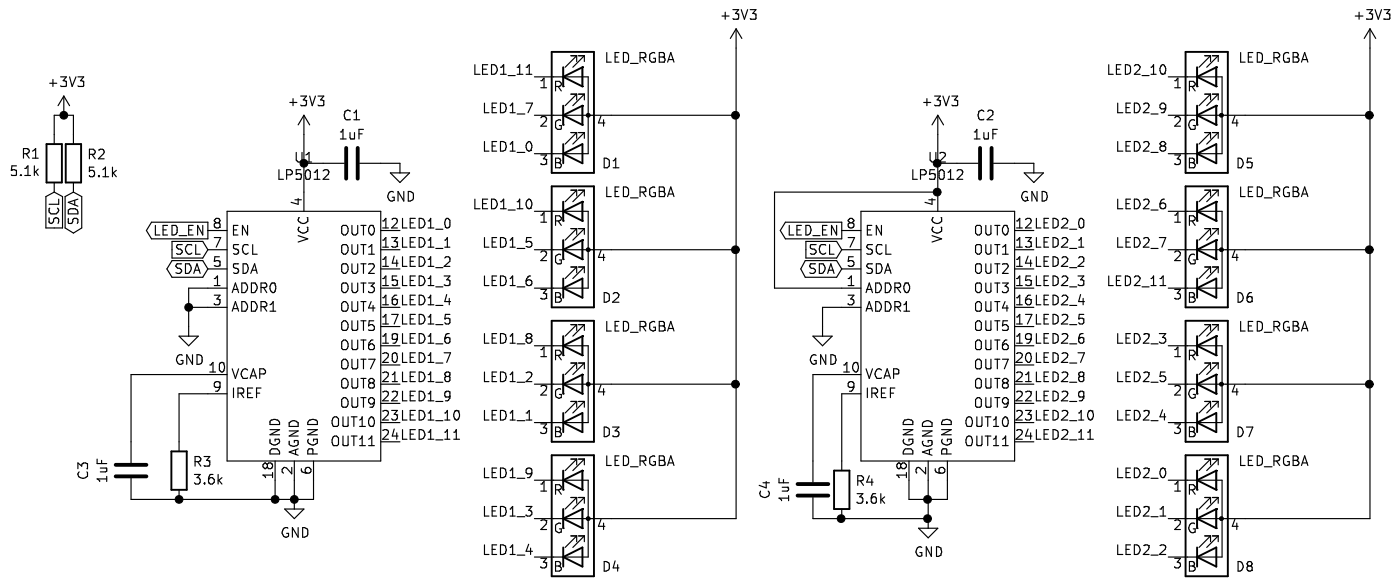 +3V3
R1
5.1k
R2
5.1k
SCL
SDA
+3V3
C1
1uF
GND
U1
LP5012
4
VCC
LED_EN
8
EN
SCL
7
SCL
SDA
5
SDA
1
ADDR0
3
ADDR1
GND
10
VCAP
9
IREF
OUT0
12
LED1_0
OUT1
13
LED1_1
OUT2
14
LED1_2
OUT3
15
LED1_3
OUT4
16
LED1_4
OUT5
17
LED1_5
OUT6
19
LED1_6
OUT7
20
LED1_7
OUT8
21
LED1_8
OUT9
22
LED1_9
OUT10
23
LED1_10
OUT11
24
LED1_11
DGND
AGND
PGND
18
2
6
C3
1uF
R3
3.6k
GND
+3V3
LED_RGBA
LED1_11
1
R
LED1_7
2
G
4
LED1_0
3
B
D1
LED_RGBA
LED1_10
1
R
LED1_5
2
G
4
LED1_6
3
B
D2
LED_RGBA
LED1_8
1
R
LED1_2
2
G
4
LED1_1
3
B
D3
LED_RGBA
LED1_9
1
R
LED1_3
2
G
4
LED1_4
3
B
D4
+3V3
C2
1uF
GND
U2
LP5012
4
VCC
LED_EN
8
EN
SCL
7
SCL
SDA
5
SDA
1
ADDR0
3
ADDR1
GND
10
VCAP
9
IREF
OUT0
12
LED2_0
OUT1
13
LED2_1
OUT2
14
LED2_2
OUT3
15
LED2_3
OUT4
16
LED2_4
OUT5
17
LED2_5
OUT6
19
LED2_6
OUT7
20
LED2_7
OUT8
21
LED2_8
OUT9
22
LED2_9
OUT10
23
LED2_10
OUT11
24
LED2_11
DGND
AGND
PGND
18
2
6
C4
1uF
R4
3.6k
GND
+3V3
LED_RGBA
LED2_10
1
R
LED2_9
2
G
4
LED2_8
3
B
D5
LED_RGBA
LED2_6
1
R
LED2_7
2
G
4
LED2_11
3
B
D6
LED_RGBA
LED2_3
1
R
LED2_5
2
G
4
LED2_4
3
B
D7
LED_RGBA
LED2_0
1
R
LED2_1
2
G
4
LED2_2
3
B
D8